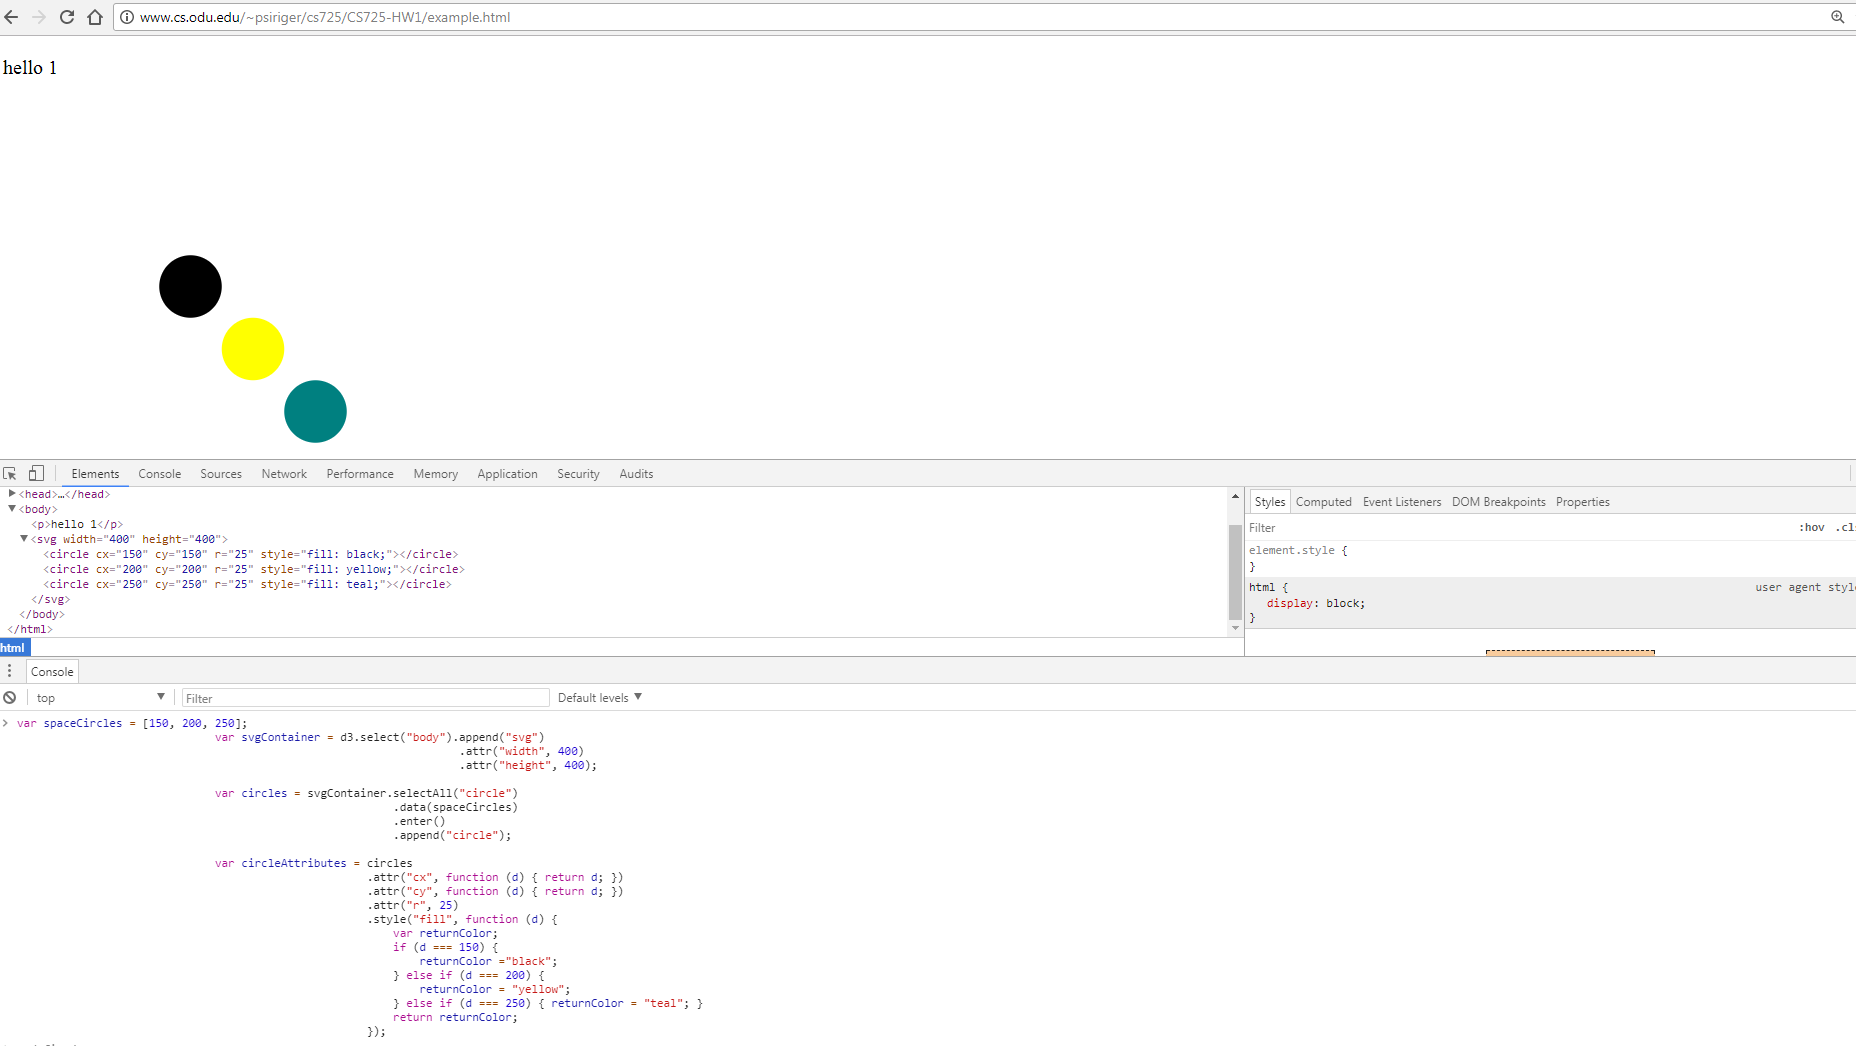 www.cs.odu.edu/~psiriger/cs725/CS725-HW1/example.html
hello 1
Elements Console Sources Network Performance Memory Application Security Audits
<head>…</head>
<body>
<p>hello 1</p>
<svg width="400" height="400">
<circle cx="150" cy="150" r="25" style="fill: black;"></circle>
<circle cx="200" cy="200" r="25" style="fill: yellow;"></circle>
<circle cx="250" cy="250" r="25" style="fill: teal;"></circle>
</svg>
</body>
</html>
html
Styles Computed Event Listeners DOM Breakpoints Properties
Filter :hov .cls
element.style {
}
html { user agent style
display: block;
}
Console
top Filter Default levels
var spaceCircles = [150, 200, 250];
var svgContainer = d3.select("body").append("svg")
.attr("width", 400)
.attr("height", 400);
var circles = svgContainer.selectAll("circle")
.data(spaceCircles)
.enter()
.append("circle");
var circleAttributes = circles
.attr("cx", function (d) { return d; })
.attr("cy", function (d) { return d; })
.attr("r", 25)
.style("fill", function (d) {
var returnColor;
if (d === 150) {
returnColor ="black";
} else if (d === 200) {
returnColor = "yellow";
} else if (d === 250) { returnColor = "teal"; }
return returnColor;
});